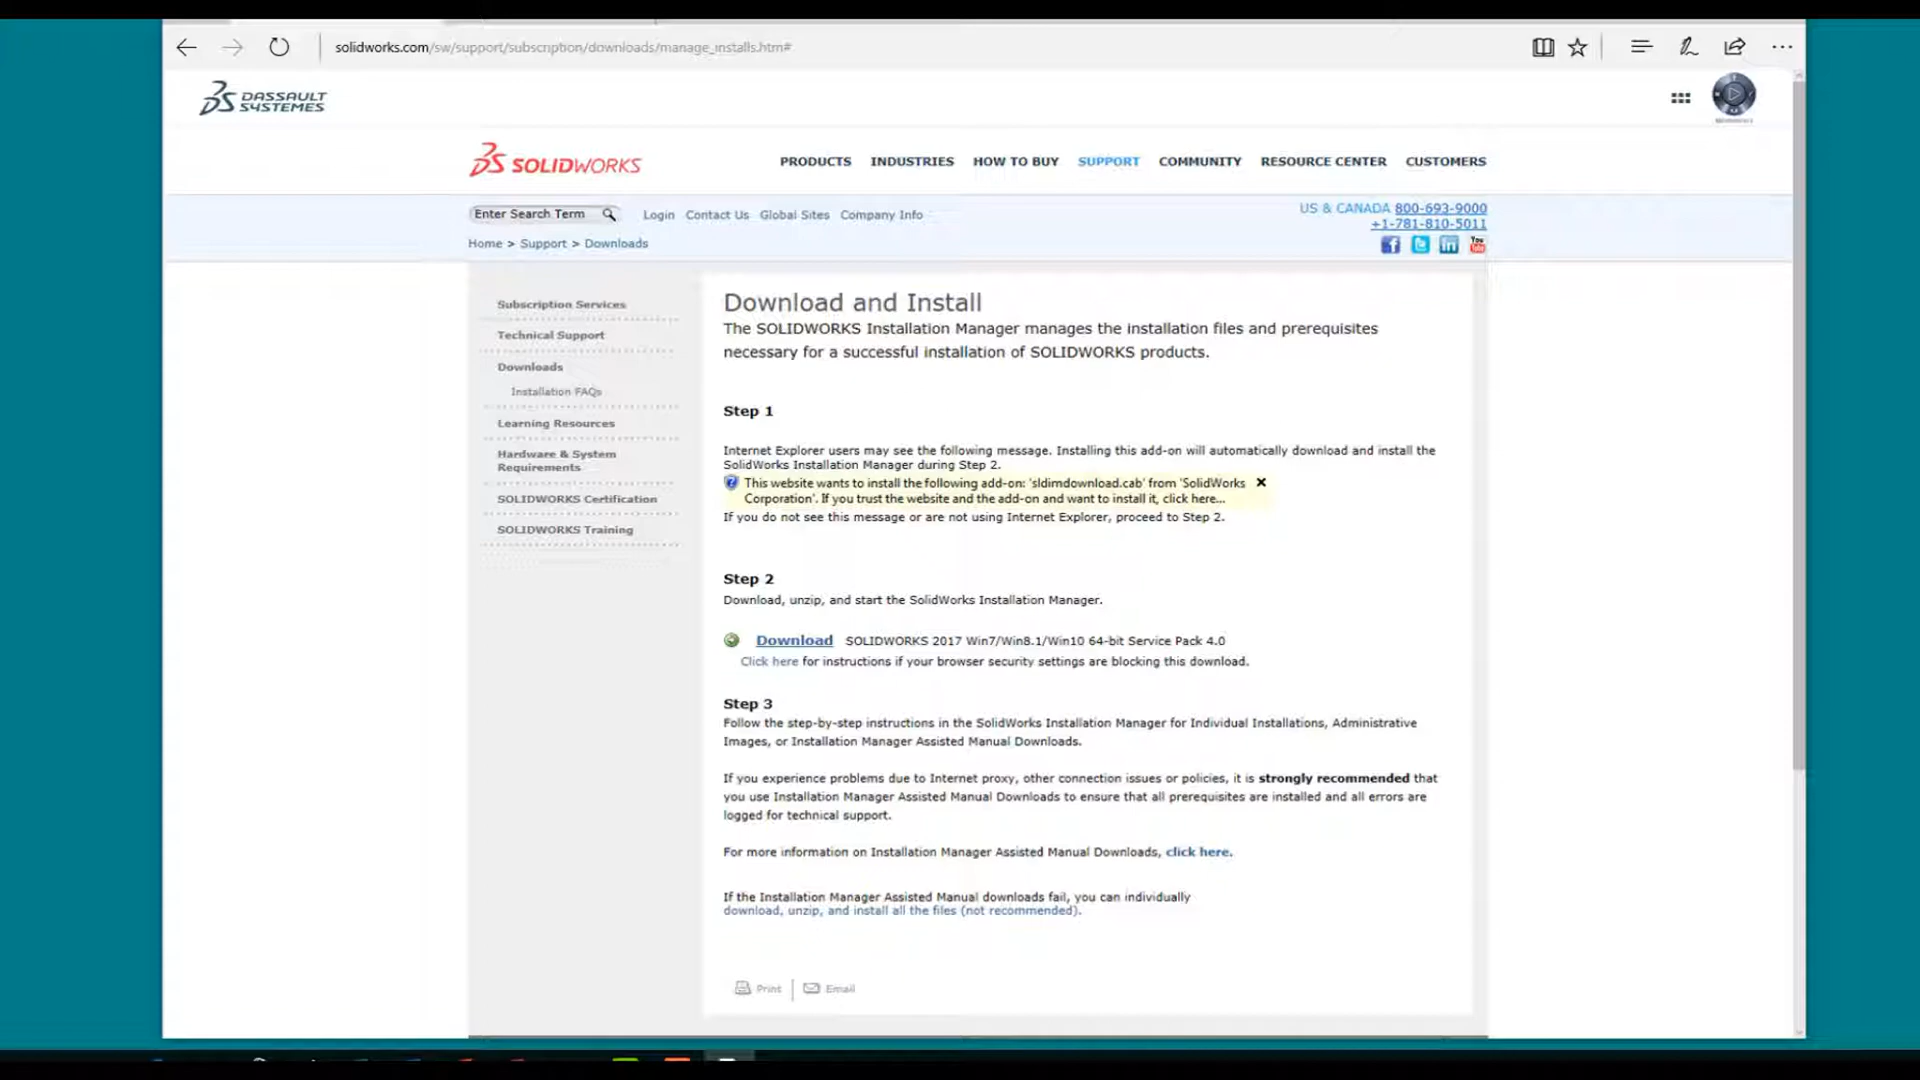 solidworks.com/sw/support/subscription/downloads/manage_installs.htm#
DASSAULT
SYSTEMES
SOLIDWORKS
PRODUCTS INDUSTRIES HOW TO BUY SUPPORT COMMUNITY RESOURCE CENTER CUSTOMERS
Enter Search Term Login Contact Us Global Sites Company Info
US & CANADA 800-693-9000
+1-781-810-5011
Home > Support > Downloads
Subscription Services
Technical Support
Downloads
Installation FAQs
Learning Resources
Hardware & System
Requirements
SOLIDWORKS Certification
SOLIDWORKS Training
Download and Install
The SOLIDWORKS Installation Manager manages the installation files and prerequisites
necessary for a successful installation of SOLIDWORKS products.
Step 1
Internet Explorer users may see the following message. Installing this add-on will automatically download and install the
SolidWorks Installation Manager during Step 2.
This website wants to install the following add-on: 'sldimdownload.cab' from 'SolidWorks
Corporation'. If you trust the website and the add-on and want to install it, click here...
If you do not see this message or are not using Internet Explorer, proceed to Step 2.
Step 2
Download, unzip, and start the SolidWorks Installation Manager.
Download SOLIDWORKS 2017 Win7/Win8.1/Win10 64-bit Service Pack 4.0
Click here for instructions if your browser security settings are blocking this download.
Step 3
Follow the step-by-step instructions in the SolidWorks Installation Manager for Individual Installations, Administrative
Images, or Installation Manager Assisted Manual Downloads.
If you experience problems due to Internet proxy, other connection issues or policies, it is strongly recommended that
you use Installation Manager Assisted Manual Downloads to ensure that all prerequisites are installed and all errors are
logged for technical support.
For more information on Installation Manager Assisted Manual Downloads, click here.
If the Installation Manager Assisted Manual downloads fail, you can individually
download, unzip, and install all the files (not recommended).
Print Email